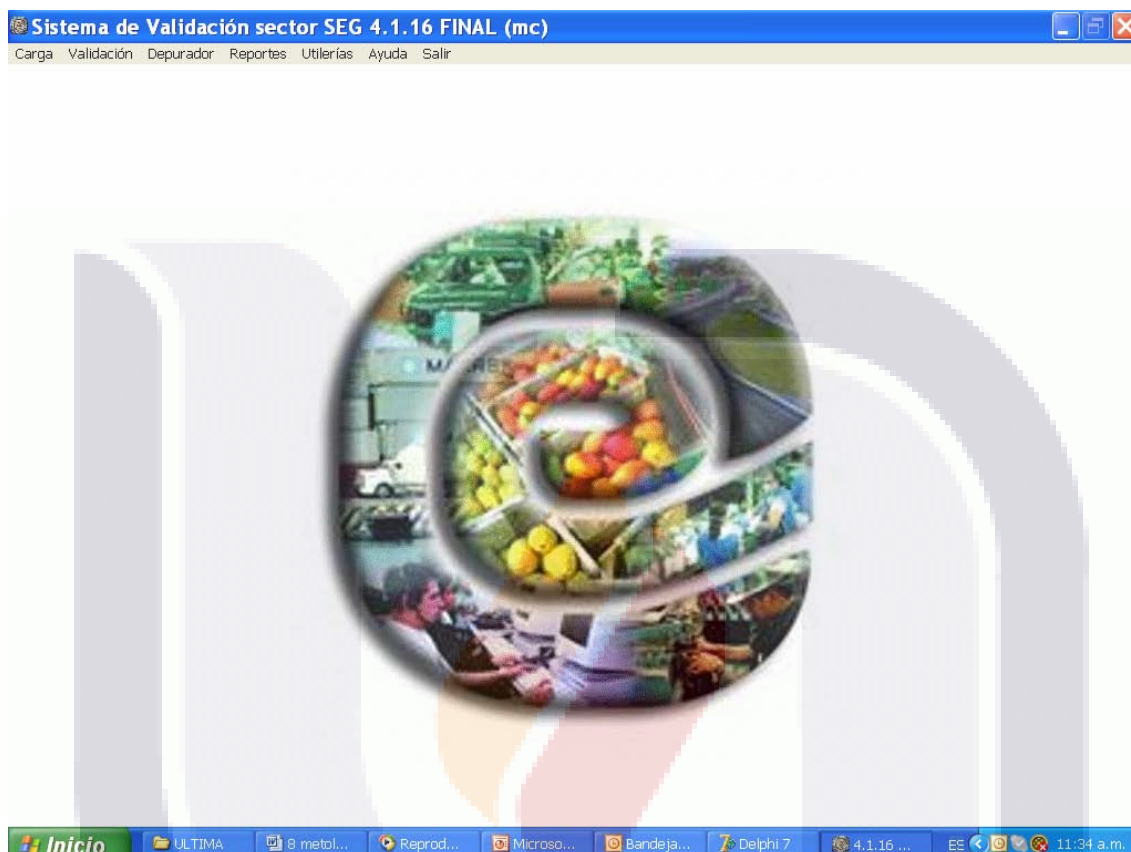 Sistema de Validación sector SEG 4.1.16 FINAL (mc)
Carga Validación Depurador Reportes Utilerías Ayuda Salir
Inicio ULTIMA 8 metol... Reprod... Microso... Bandeja... Delphi 7 4.1.16 ... ES 11:34 a.m.